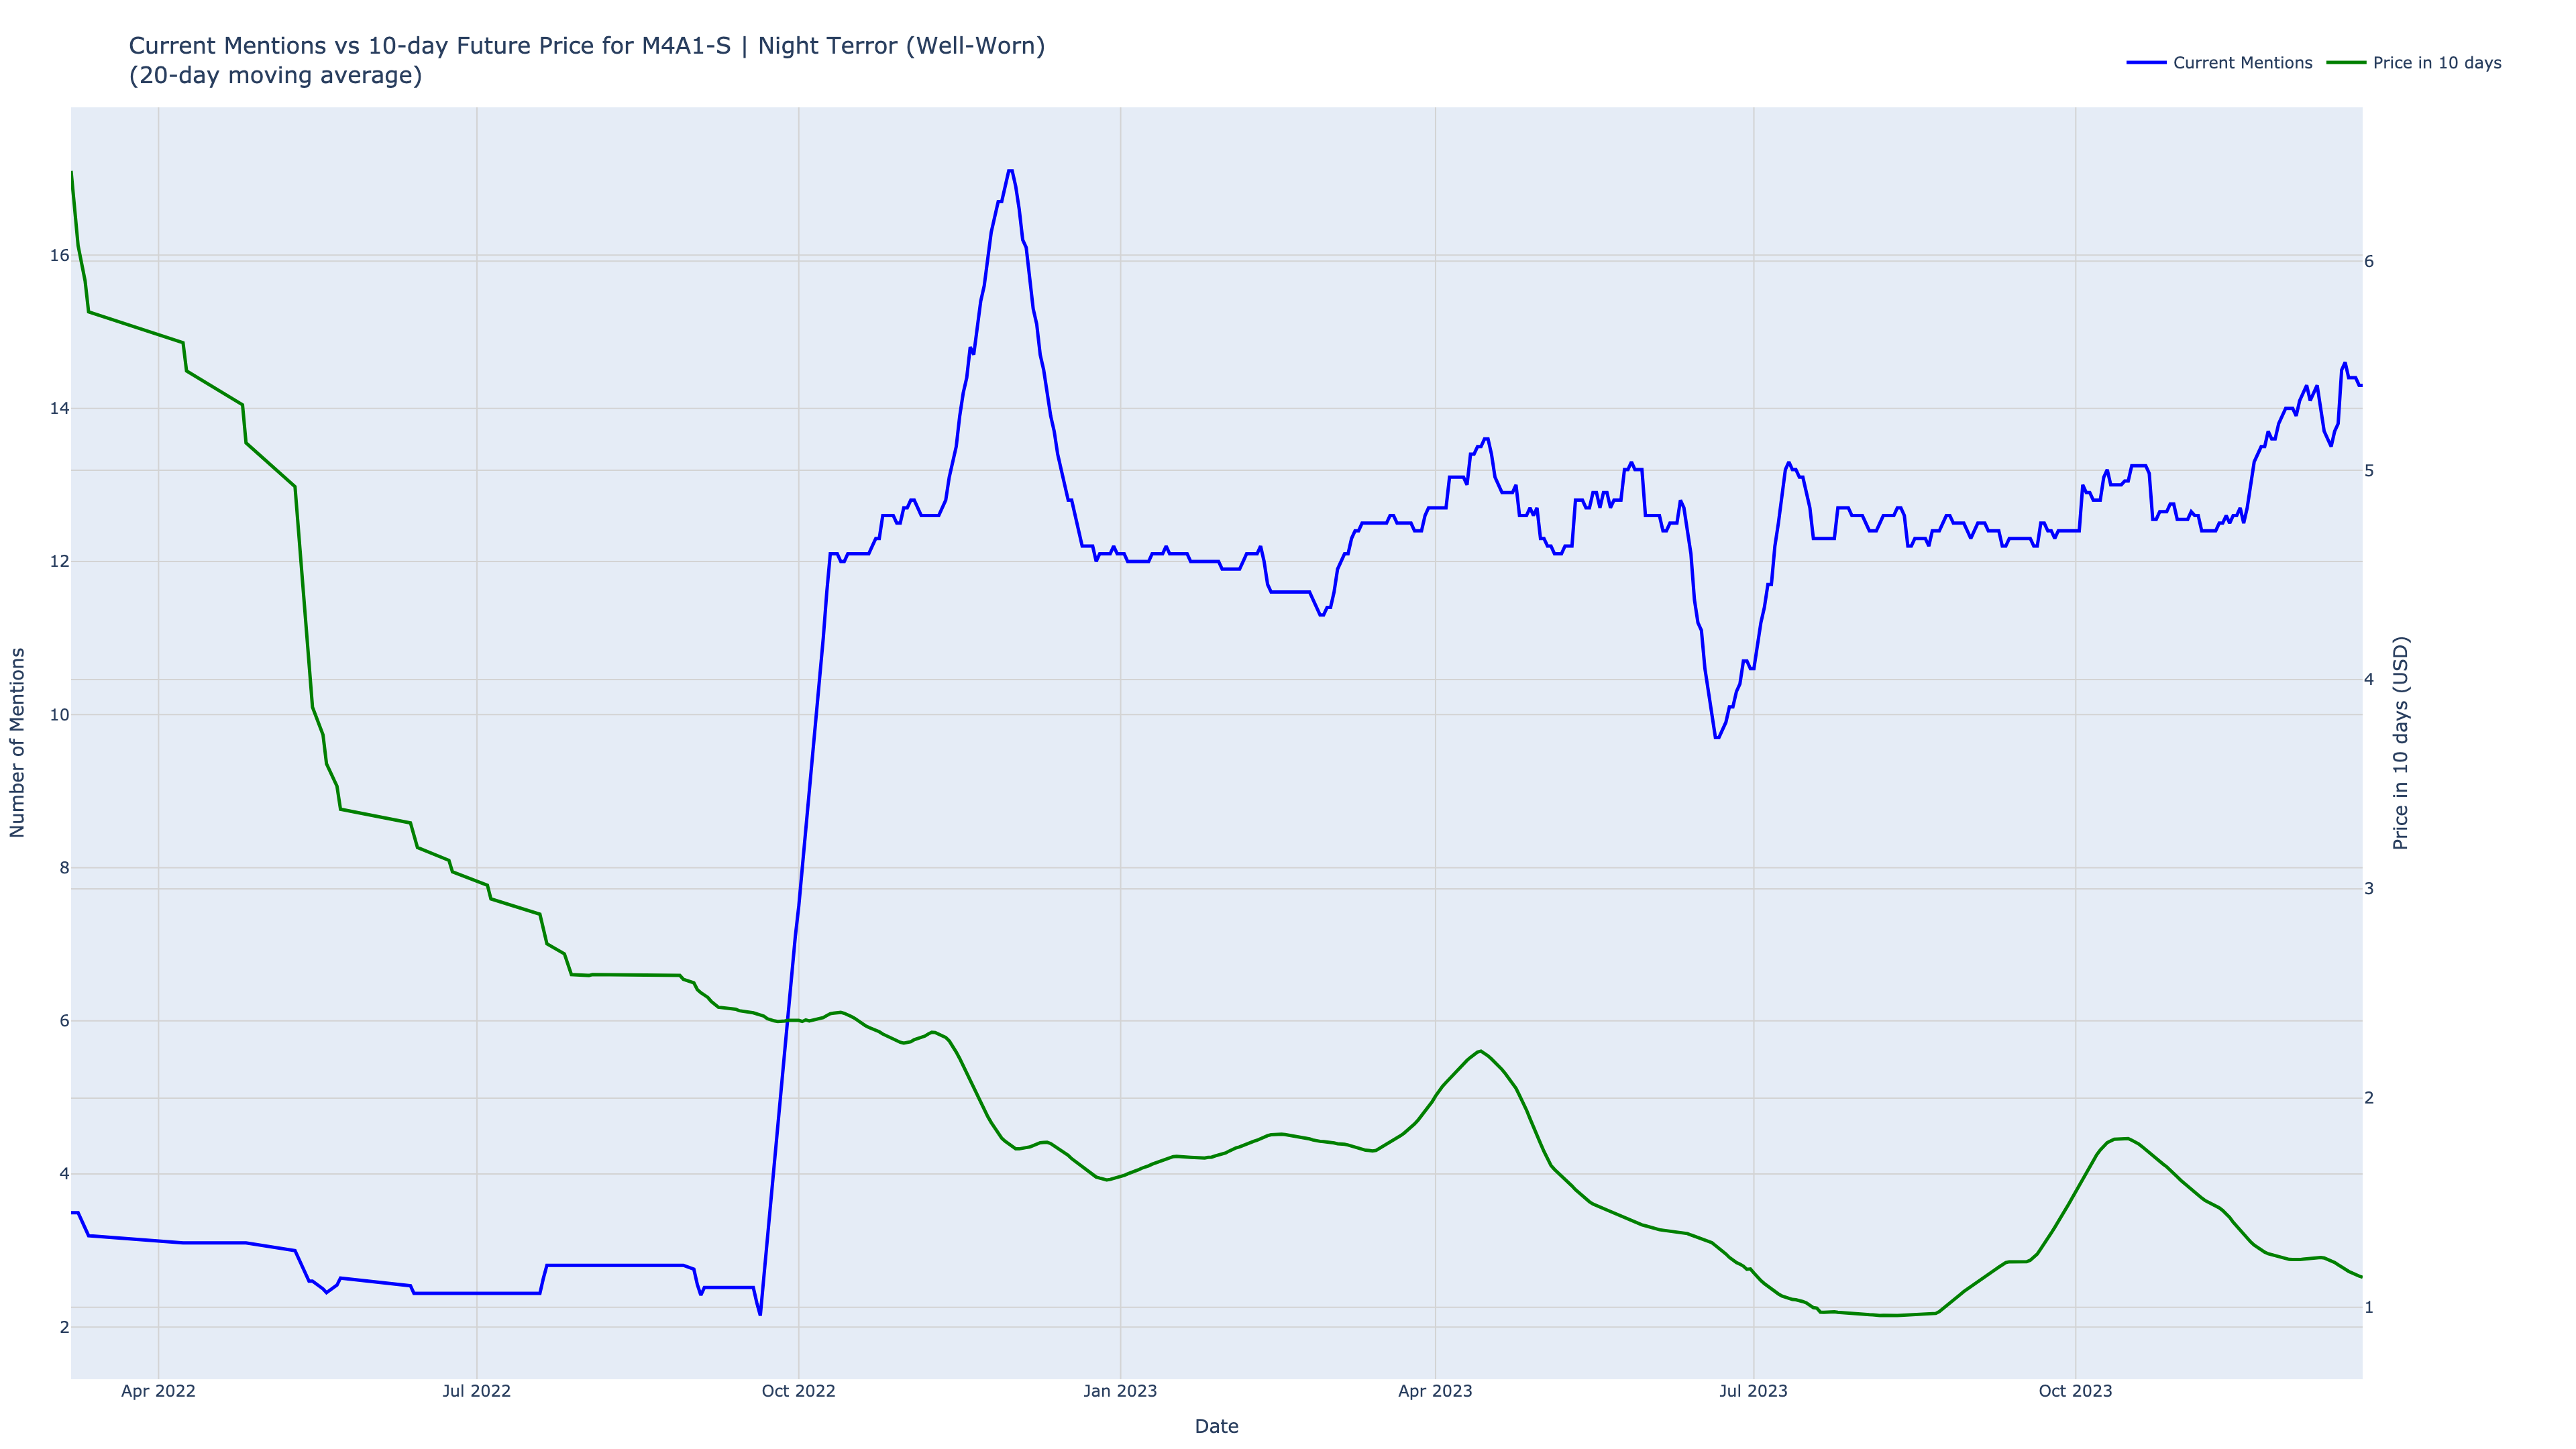 Current Mentions vs 10-day Future Price for M4A1-S | Night Terror (Well-Worn)
(20-day moving average)
Current Mentions
Price in 10 days
16
14
12
10
8
6
4
2
Number of Mentions
6
5
4
3
2
1
Price in 10 days (USD)
Apr 2022
Jul 2022
Oct 2022
Jan 2023
Apr 2023
Jul 2023
Oct 2023
Date